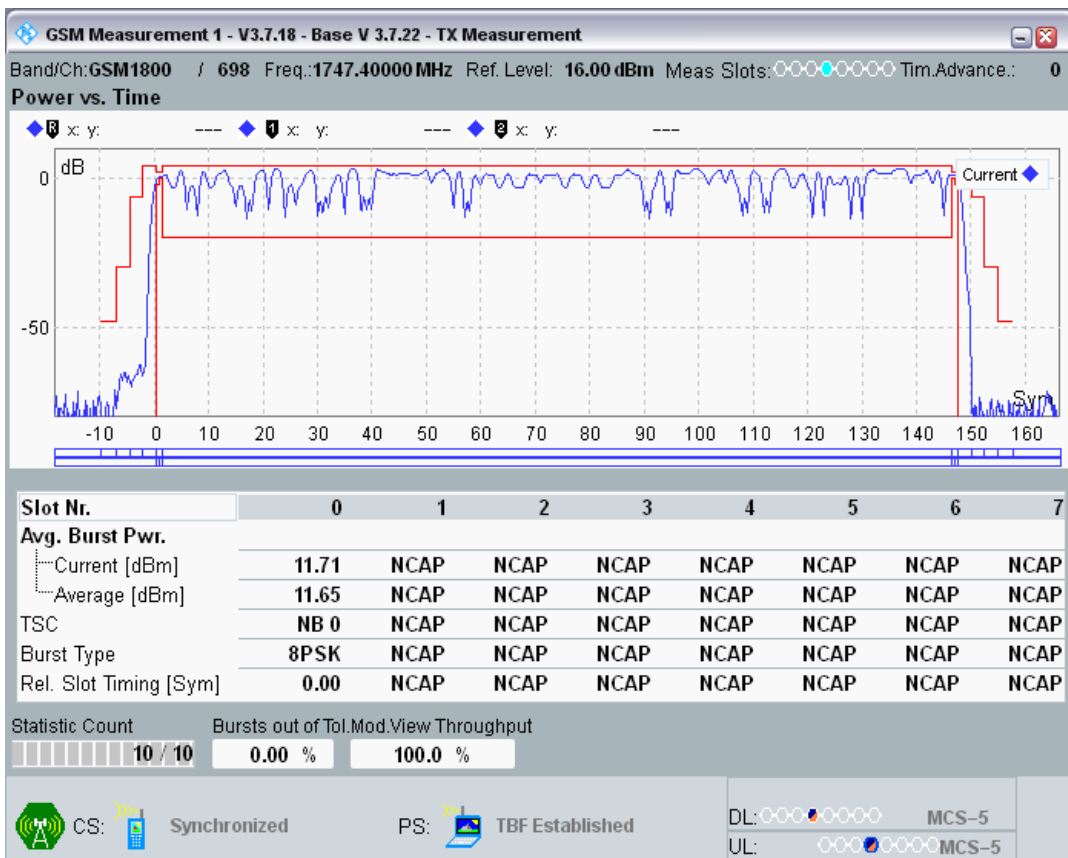 GSM Measurement 1 - V3.7.18 - Base V 3.7.22 - TX Measurement
Band/Ch:GSM1800 / 698 Freq.:1747.40000 MHz Ref. Level: 16.00 dBm Meas Slots: Tim.Advance.: 0
Power vs. Time
R x: y: --- 1 x: y: --- 2 x: y: ---
dB
Current
0
-50
Sym
-10 0 10 20 30 40 50 60 70 80 90 100 110 120 130 140 150 160
Slot Nr. 0 1 2 3 4 5 6 7
Avg. Burst Pwr.
Current [dBm] 11.71 NCAP NCAP NCAP NCAP NCAP NCAP NCAP
Average [dBm] 11.65 NCAP NCAP NCAP NCAP NCAP NCAP NCAP
TSC NB 0 NCAP NCAP NCAP NCAP NCAP NCAP NCAP
Burst Type 8PSK NCAP NCAP NCAP NCAP NCAP NCAP NCAP
Rel. Slot Timing [Sym] 0.00 NCAP NCAP NCAP NCAP NCAP NCAP NCAP
Statistic Count Bursts out of Tol.Mod.View Throughput
10 / 10 0.00 % 100.0 %
CS: Synchronized PS: TBF Established
DL: MCS-5
UL: MCS-5